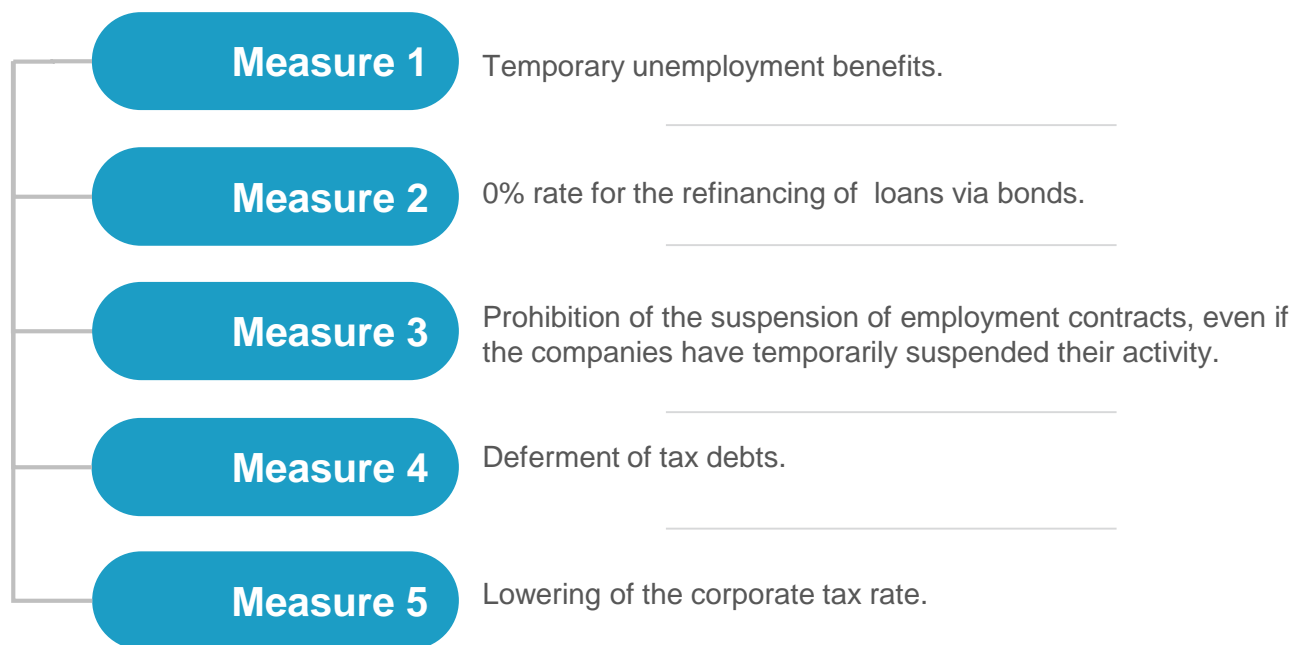 Measure 1
Temporary unemployment benefits.
Measure 2
0% rate for the refinancing of  loans via bonds.
Measure 3
Prohibition of the suspension of employment contracts, even if
the companies have temporarily suspended their activity.
Measure 4
Deferment of tax debts.
Measure 5
Lowering of the corporate tax rate.